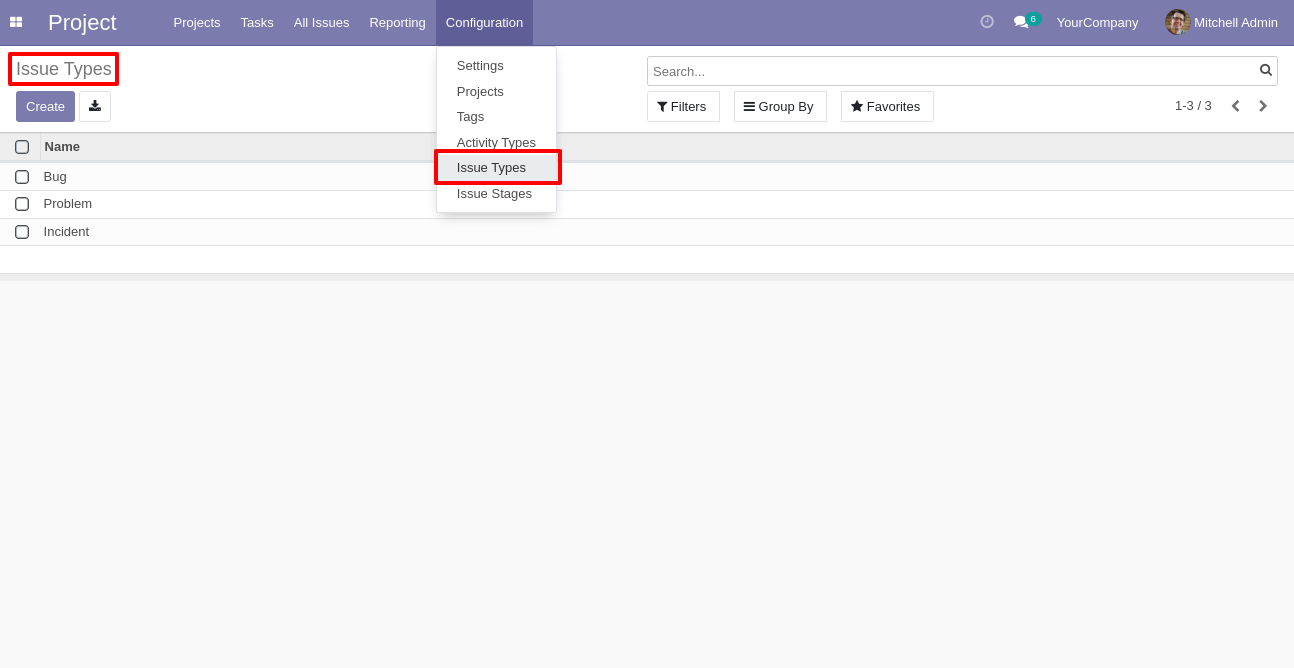 Project Projects Tasks All Issues Reporting Configuration 6 YourCompany Mitchell Admin
Issue Types
Create
Settings
Projects
Tags
Activity Types
Issue Types
Issue Stages
Search...
Filters Group By Favorites 1-3 / 3
Name
Bug
Problem
Incident